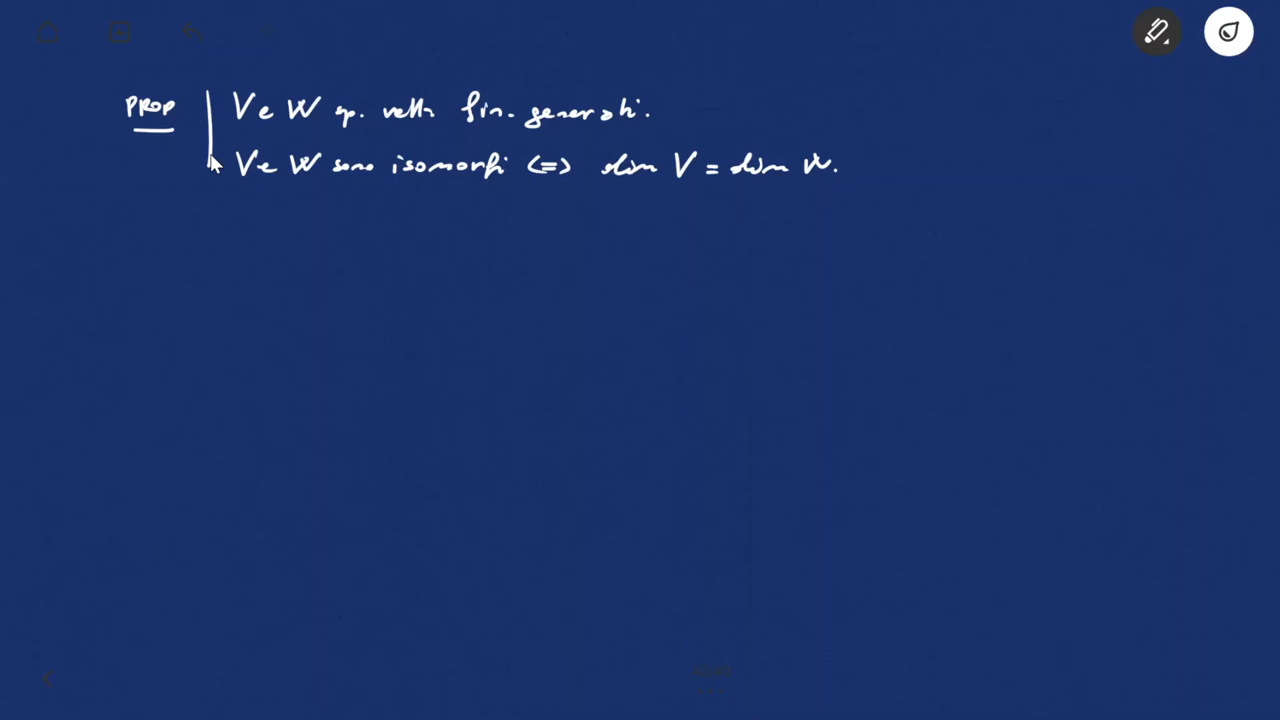 PROP V e W sp. vett. fin. generati.
V e W sono isomorfi <=> dim V = dim W.